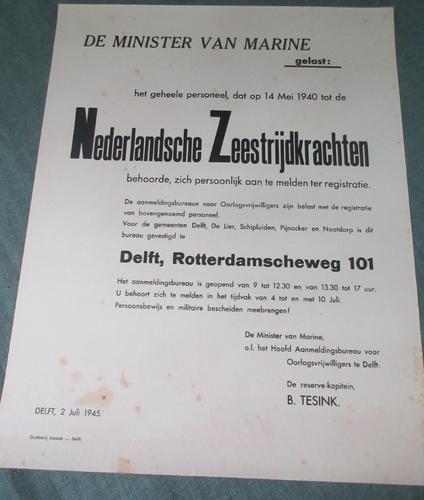 DE MINISTER VAN MARINE
gelast:
het geheele personeel, dat op 14 Mei 1940 tot de
Nederlandsche Zeestrijdkrachten
behoorde, zich persoonlijk aan te melden ter registratie.
De aanmeldingsbureaux voor Oorlogsvrijwilligers zijn belast met de registratie
van bovengenoemd personeel.
Voor de gemeenten Delft, De Lier, Schipluiden, Pijnacker en Nootdorp is dit
bureau gevestigd te
Delft, Rotterdamscheweg 101
Het aanmeldingsbureau is geopend van 9 tot 12.30 en van 13.30 tot 17 uur.
U behoort zich te melden in het tijdvak van 4 tot en met 10 Juli.
Persoonsbewijs en militaire bescheiden meebrengen!
De Minister van Marine,
o.l. het Hoofd Aanmeldingsbureau voor
Oorlogsvrijwilligers te Delft:
De reserve-kapitein,
B. TESINK.
DELFT, 2 Juli 1945.
Drukkerij — Delft.